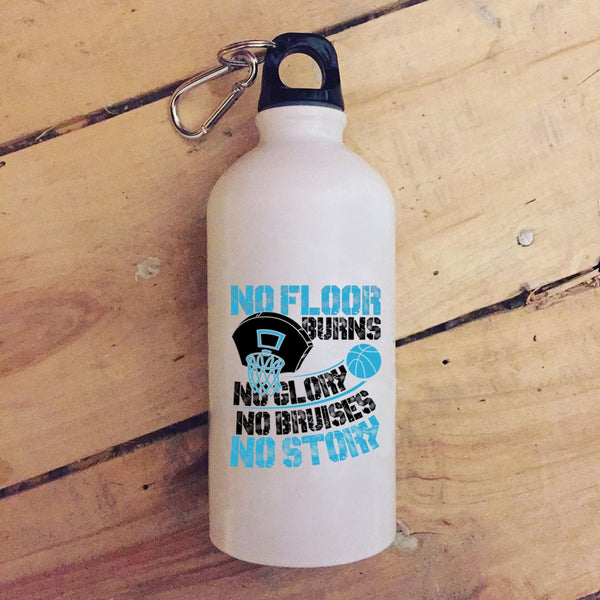 NO FLOOR
BURNS
NO GLORY
NO BRUISES
NO STORY